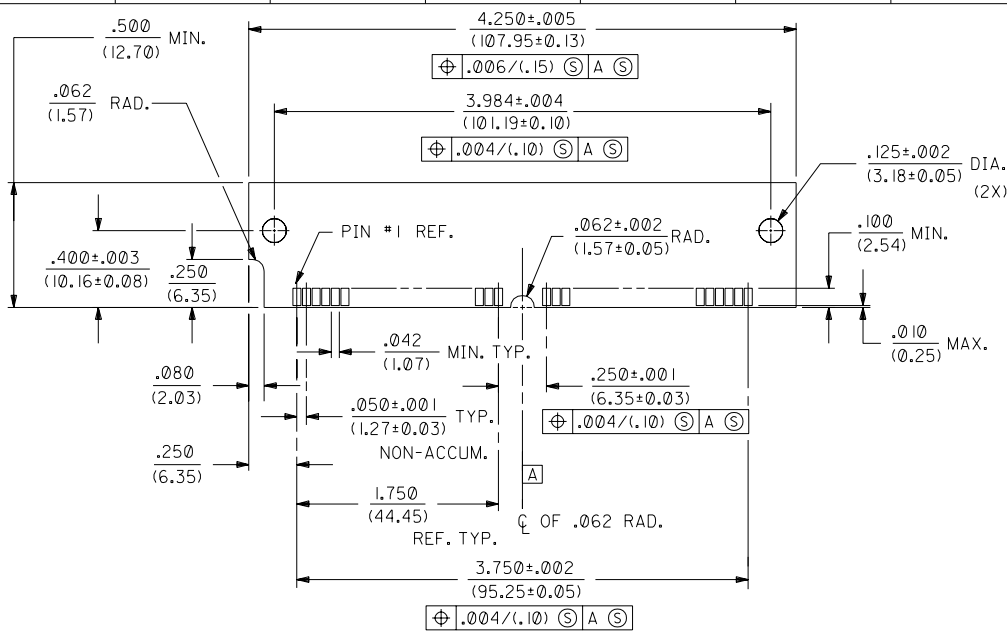 .500
(12.70) MIN.
4.250±.005
(107.95±0.13)
⌖ .006/(.15) Ⓢ A Ⓢ
.062
(1.57) RAD.
3.984±.004
(101.19±0.10)
⌖ .004/(.10) Ⓢ A Ⓢ
.125±.002
(3.18±0.05) DIA.
(2X)
PIN #1 REF.
.062±.002
(1.57±0.05) RAD.
.100
(2.54) MIN.
.400±.003
(10.16±0.08)
.250
(6.35)
.010
(0.25) MAX.
.042
(1.07) MIN. TYP.
.080
(2.03)
.050±.001
(1.27±0.03) TYP.
NON-ACCUM.
.250±.001
(6.35±0.03)
⌖ .004/(.10) Ⓢ A Ⓢ
.250
(6.35)
A
1.750
(44.45)
REF. TYP.
℄ OF .062 RAD.
3.750±.002
(95.25±0.05)
⌖ .004/(.10) Ⓢ A Ⓢ